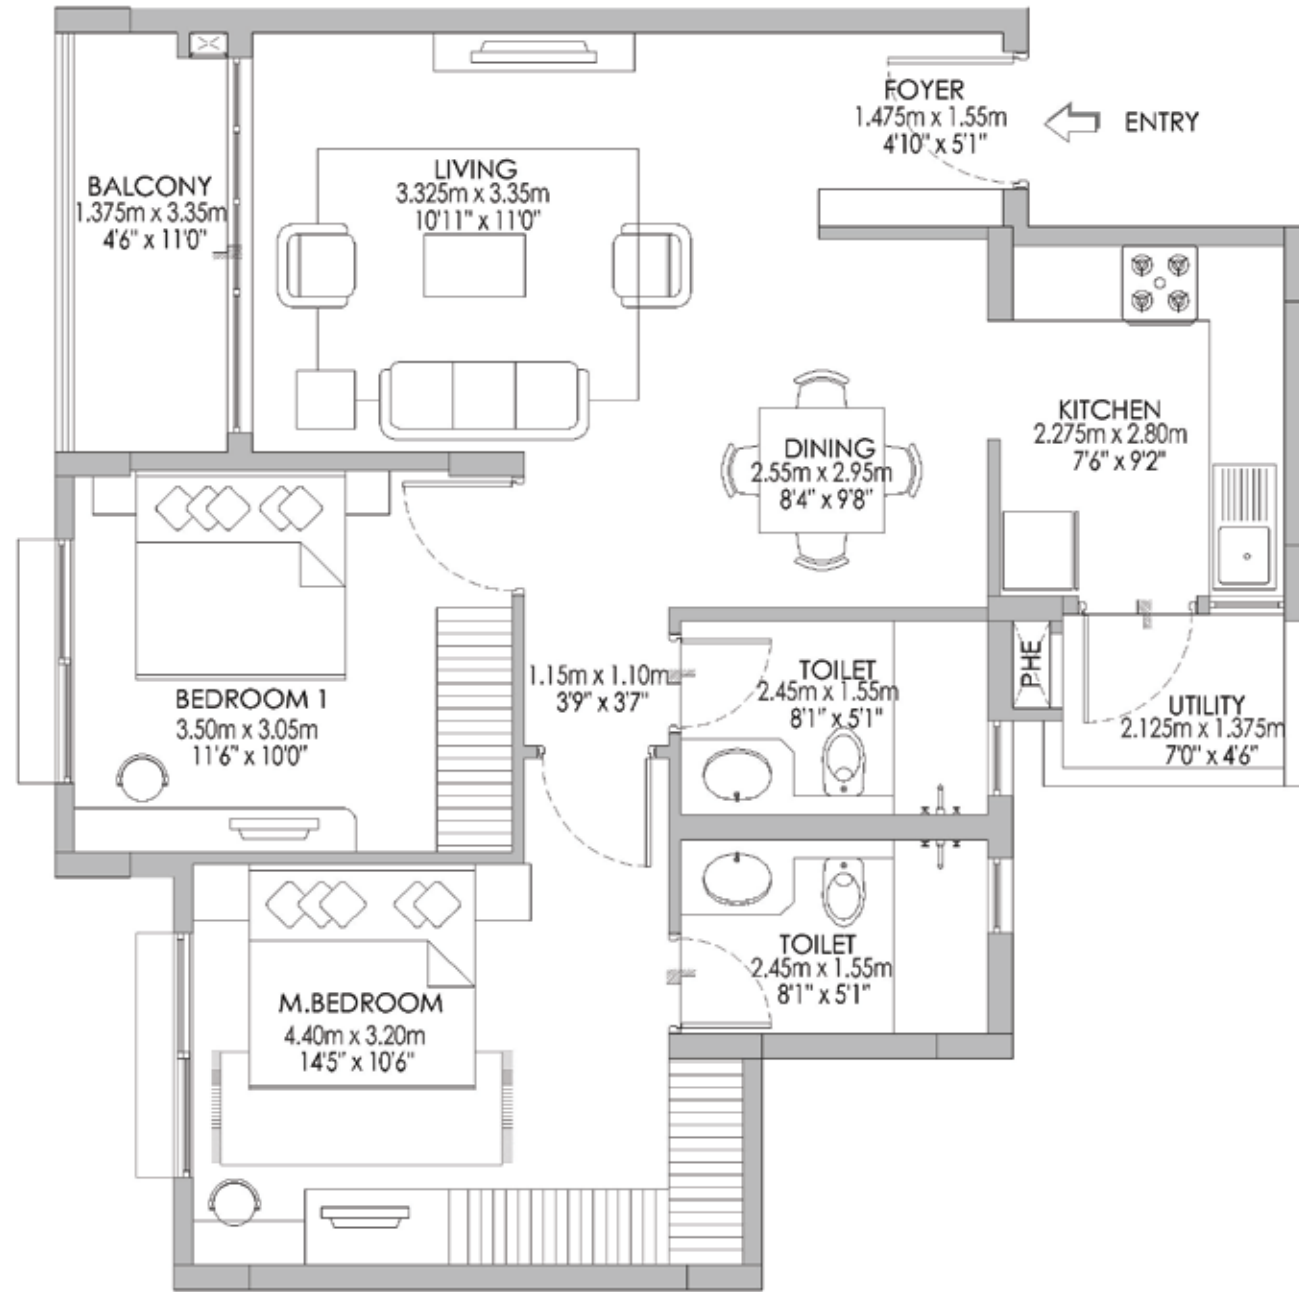 FOYER
1.475m x 1.55m
4'10" x 5'1"
ENTRY
BALCONY
1.375m x 3.35m
4'6" x 11'0"
LIVING
3.325m x 3.35m
10'11" x 11'0"
KITCHEN
2.275m x 2.80m
7'6" x 9'2"
DINING
2.55m x 2.95m
8'4" x 9'8"
BEDROOM 1
3.50m x 3.05m
11'6" x 10'0"
1.15m x 1.10m
3'9" x 3'7"
TOILET
2.45m x 1.55m
8'1" x 5'1"
PHE
UTILITY
2.125m x 1.375m
7'0" x 4'6"
TOILET
2.45m x 1.55m
8'1" x 5'1"
M.BEDROOM
4.40m x 3.20m
14'5" x 10'6"